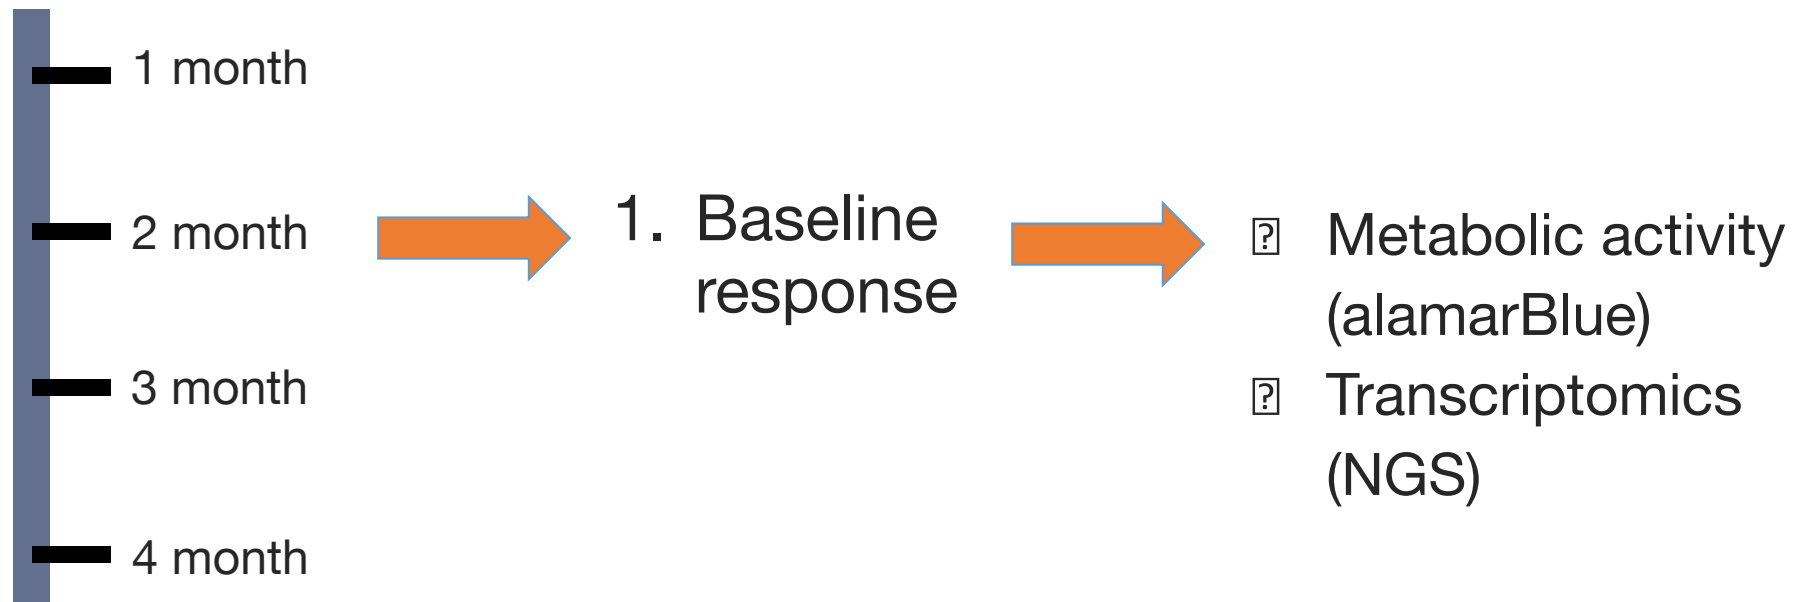 1 month
2 month
1. Baseline
response
⍰ Metabolic activity
(alamarBlue)
3 month
⍰ Transcriptomics
(NGS)
4 month